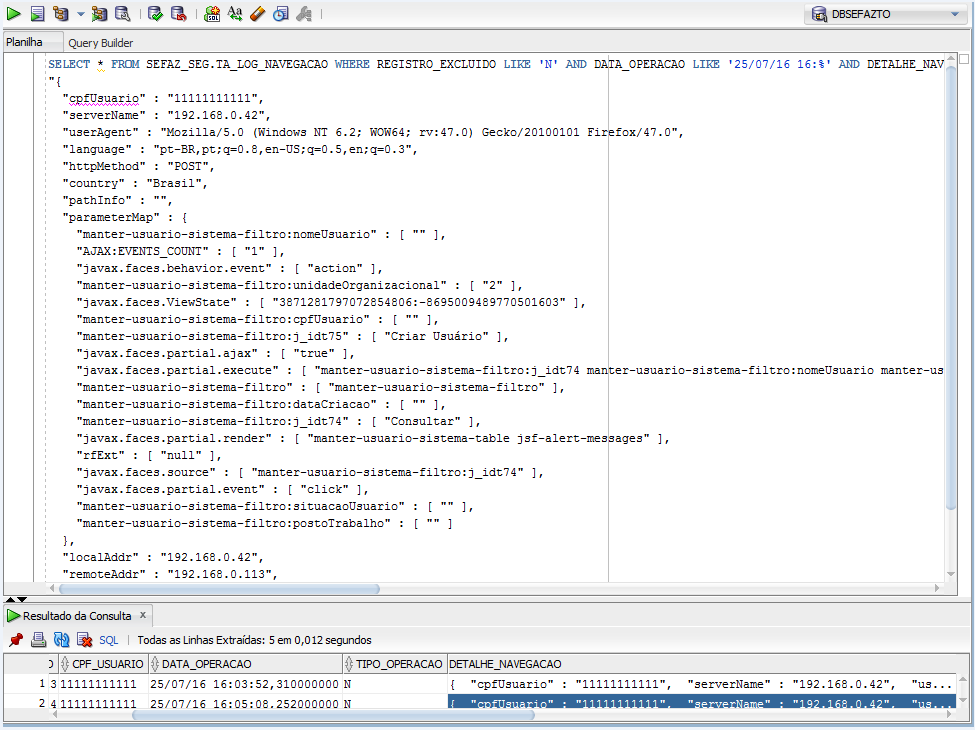 DBSEFAZTO
Planilha
Query Builder
SELECT * FROM SEFAZ_SEG.TA_LOG_NAVEGACAO WHERE REGISTRO_EXCLUIDO LIKE 'N' AND DATA_OPERACAO LIKE '25/07/16 16:%' AND DETALHE_NAV
"{
"cpfUsuario" : "11111111111",
"serverName" : "192.168.0.42",
"userAgent" : "Mozilla/5.0 (Windows NT 6.2; WOW64; rv:47.0) Gecko/20100101 Firefox/47.0",
"language" : "pt-BR,pt;q=0.8,en-US;q=0.5,en;q=0.3",
"httpMethod" : "POST",
"country" : "Brasil",
"pathInfo" : "",
"parameterMap" : {
"manter-usuario-sistema-filtro:nomeUsuario" : [ "" ],
"AJAX:EVENTS_COUNT" : [ "1" ],
"javax.faces.behavior.event" : [ "action" ],
"manter-usuario-sistema-filtro:unidadeOrganizacional" : [ "2" ],
"javax.faces.ViewState" : [ "3871281797072854806:-8695009489770501603" ],
"manter-usuario-sistema-filtro:cpfUsuario" : [ "" ],
"manter-usuario-sistema-filtro:j_idt75" : [ "Criar Usuário" ],
"javax.faces.partial.ajax" : [ "true" ],
"javax.faces.partial.execute" : [ "manter-usuario-sistema-filtro:j_idt74 manter-usuario-sistema-filtro:nomeUsuario manter-us
"manter-usuario-sistema-filtro" : [ "manter-usuario-sistema-filtro" ],
"manter-usuario-sistema-filtro:dataCriacao" : [ "" ],
"manter-usuario-sistema-filtro:j_idt74" : [ "Consultar" ],
"javax.faces.partial.render" : [ "manter-usuario-sistema-table jsf-alert-messages" ],
"rfExt" : [ "null" ],
"javax.faces.source" : [ "manter-usuario-sistema-filtro:j_idt74" ],
"javax.faces.partial.event" : [ "click" ],
"manter-usuario-sistema-filtro:situacaoUsuario" : [ "" ],
"manter-usuario-sistema-filtro:postoTrabalho" : [ "" ]
},
"localAddr" : "192.168.0.42",
"remoteAddr" : "192.168.0.113",
Resultado da Consulta x
SQL | Todas as Linhas Extraídas: 5 em 0,012 segundos
CPF_USUARIO DATA_OPERACAO TIPO_OPERACAO DETALHE_NAVEGACAO
1 3 11111111111 25/07/16 16:03:52,310000000 N { "cpfUsuario" : "11111111111", "serverName" : "192.168.0.42", "us...
2 4 11111111111 25/07/16 16:05:08,252000000 N { "cpfUsuario" : "11111111111", "serverName" : "192.168.0.42", "us...